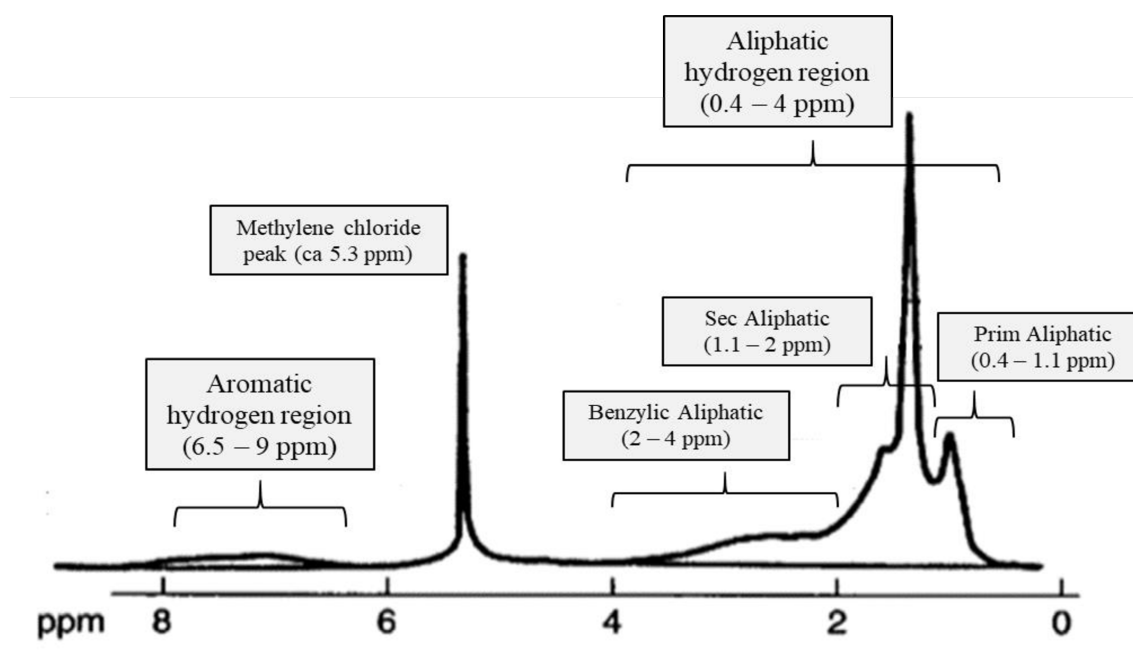 Aliphatic
hydrogen region
(0.4 – 4 ppm)
Methylene chloride
peak (ca 5.3 ppm)
Sec Aliphatic
(1.1 – 2 ppm)
Prim Aliphatic
(0.4 – 1.1 ppm)
Aromatic
hydrogen region
(6.5 – 9 ppm)
Benzylic Aliphatic
(2 – 4 ppm)
ppm 8 6 4 2 0